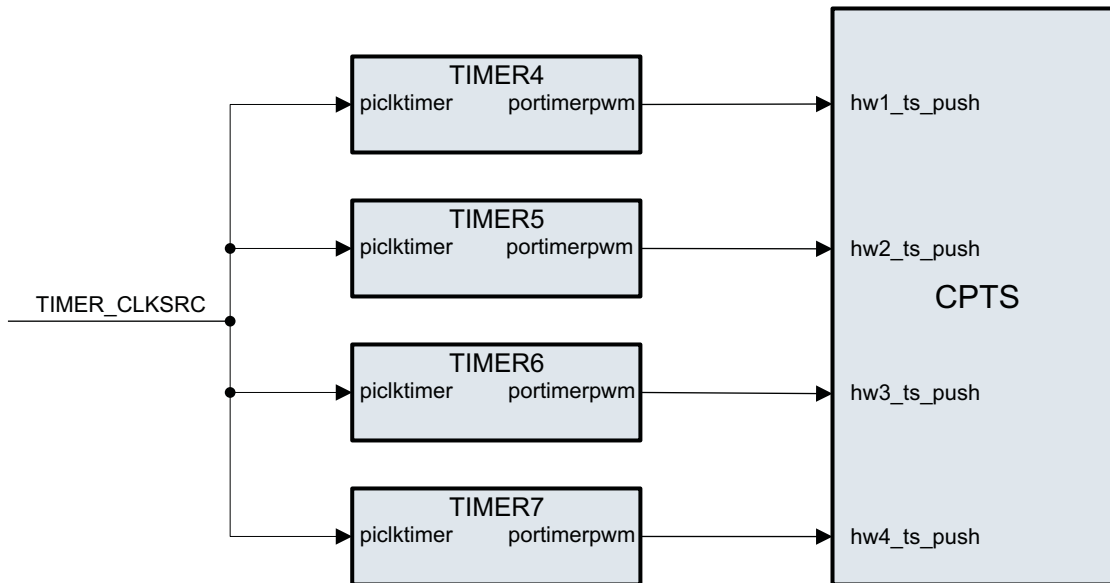 TIMER4
piclktimer portimerpwm
hw1_ts_push
TIMER5
piclktimer portimerpwm
hw2_ts_push
CPTS
TIMER_CLKSRC
TIMER6
piclktimer portimerpwm
hw3_ts_push
TIMER7
piclktimer portimerpwm
hw4_ts_push